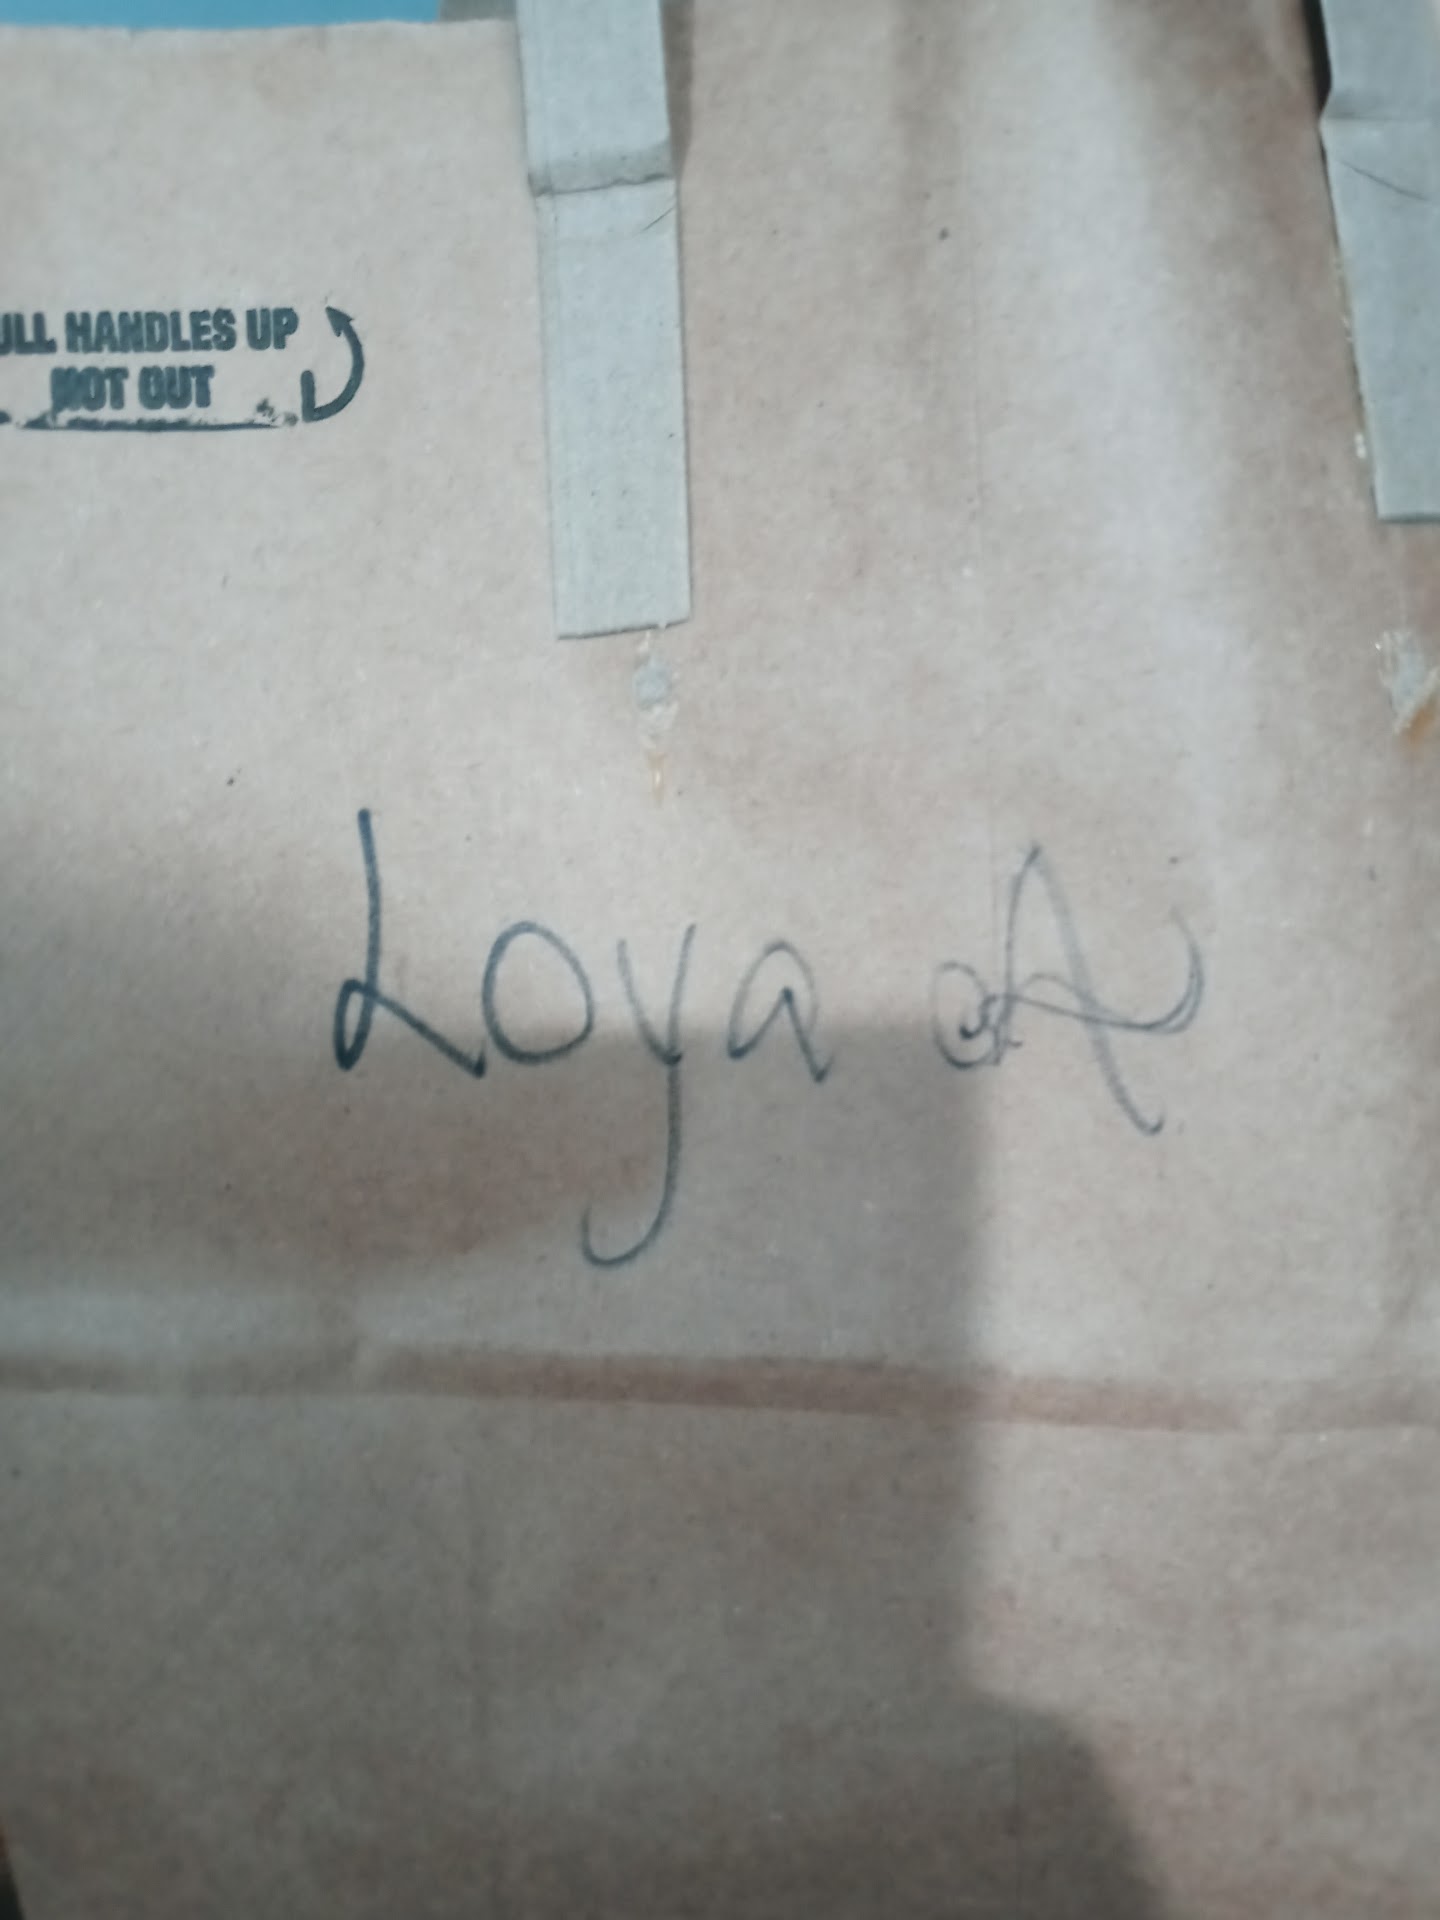 ULL HANDLES UP
NOT OUT
Loya A